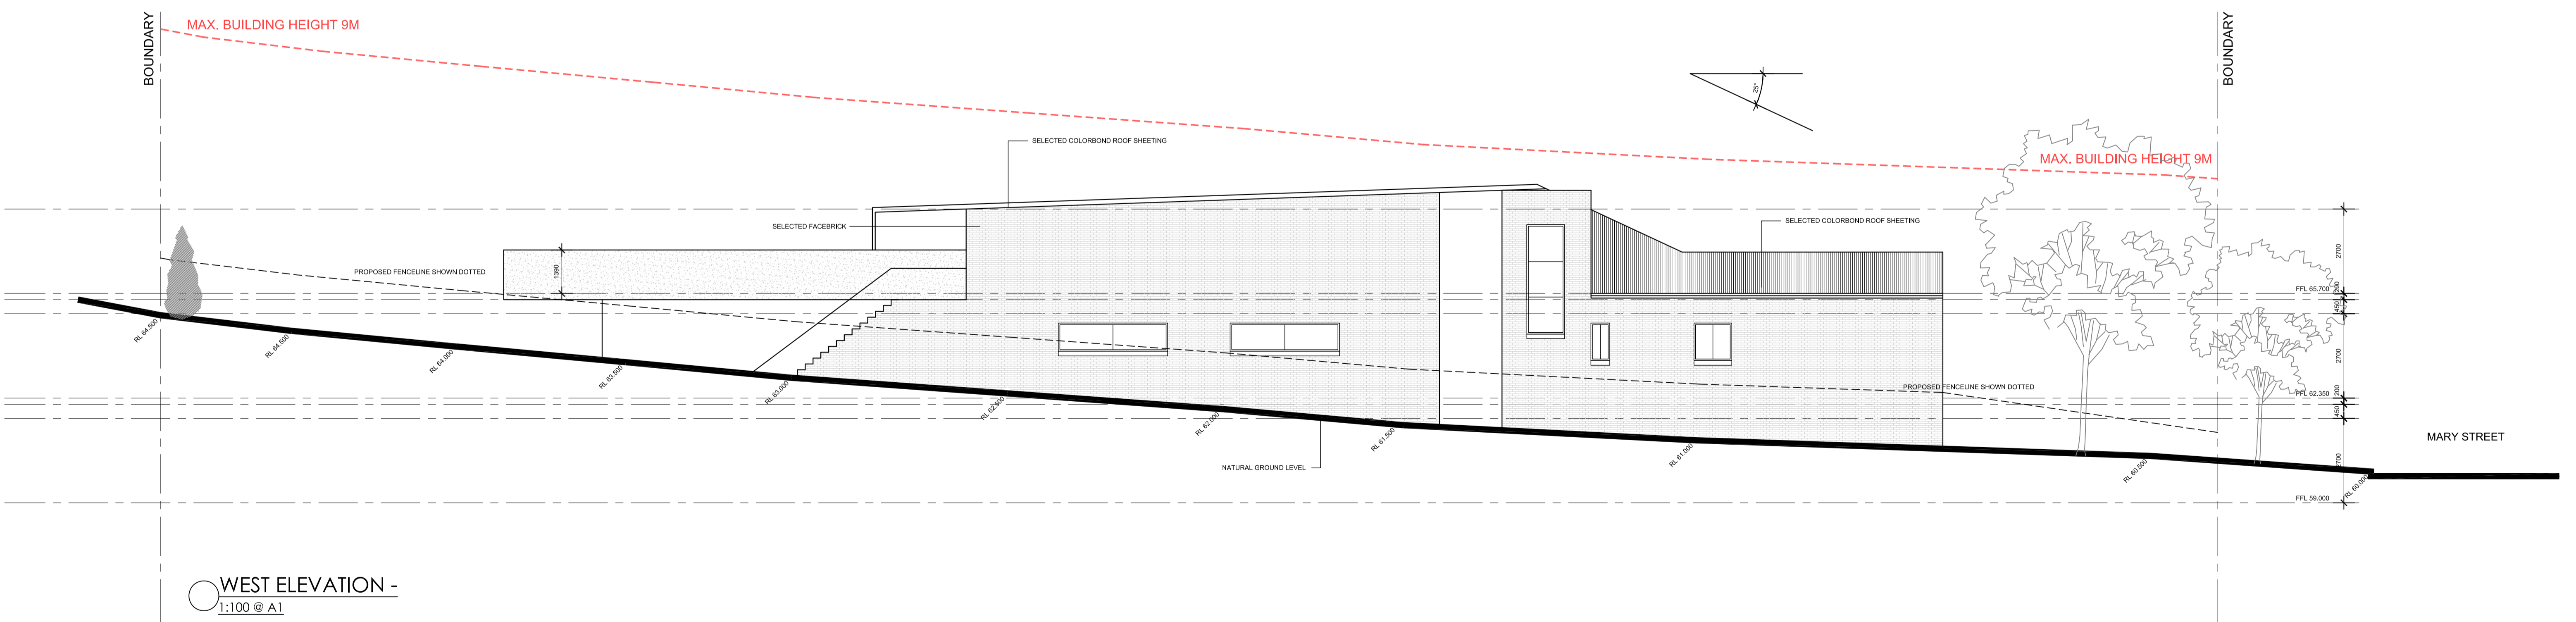 MAX. BUILDING HEIGHT 9M
BOUNDARY
BOUNDARY
25°
SELECTED COLORBOND ROOF SHEETING
MAX. BUILDING HEIGHT 9M
SELECTED FACEBRICK
SELECTED COLORBOND ROOF SHEETING
PROPOSED FENCELINE SHOWN DOTTED
1390
2700
FFL 65.700
200
450
2700
RL 64.500
RL 64.500
RL 64.000
RL 63.500
RL 63.000
RL 62.500
RL 62.000
RL 61.500
RL 61.000
RL 60.500
RL 60.000
PROPOSED FENCELINE SHOWN DOTTED
FFL 62.350
200
450
2700
MARY STREET
NATURAL GROUND LEVEL
FFL 59.000
WEST ELEVATION -
1:100 @ A1